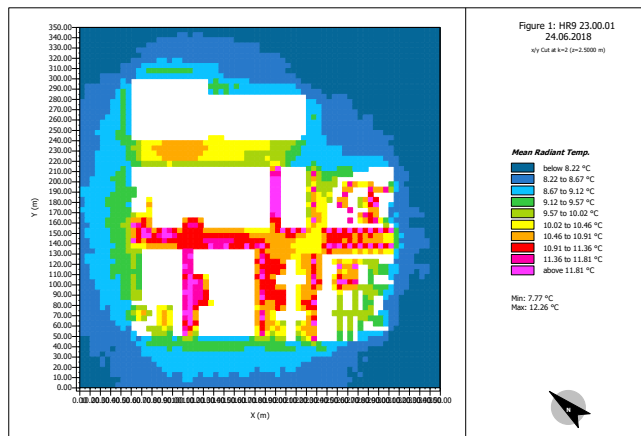 Figure 1: HR9 23.00.01
24.06.2018
x/y Cut at k=2 (z=2.5000 m)
350.00
340.00
330.00
320.00
310.00
300.00
290.00
280.00
270.00
260.00
250.00
240.00
230.00
220.00
210.00
200.00
190.00
180.00
170.00
160.00
150.00
140.00
130.00
120.00
110.00
100.00
90.00
80.00
70.00
60.00
50.00
40.00
30.00
20.00
10.00
0.00
Y (m)
X (m)
Mean Radiant Temp.
below 8.22 °C
8.22 to 8.67 °C
8.67 to 9.12 °C
9.12 to 9.57 °C
9.57 to 10.02 °C
10.02 to 10.46 °C
10.46 to 10.91 °C
10.91 to 11.36 °C
11.36 to 11.81 °C
above 11.81 °C
Min: 7.77 °C
Max: 12.26 °C
N